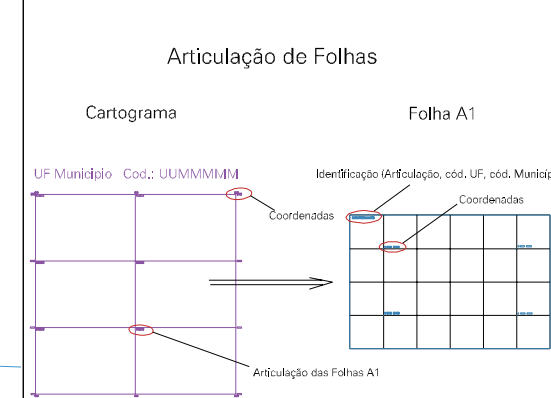 Articulação de Folhas
Cartograma
Folha A1
UF Municipio Cod.: UUMMMMM
Identificação (Articulação, cód. UF, cód. Municíp
Coordenadas
Coordenadas
Articulação das Folhas A1